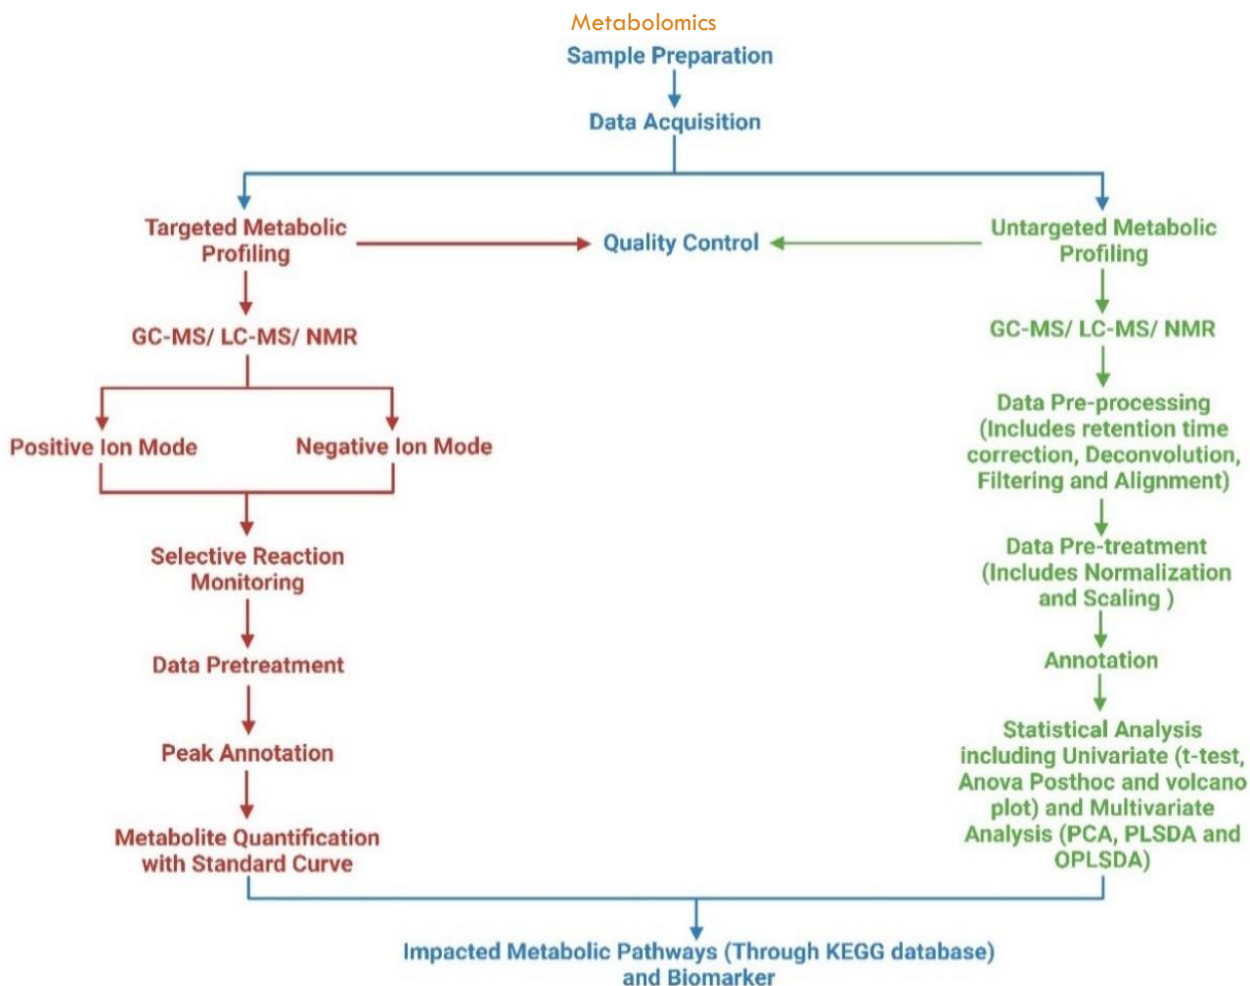 Metabolomics
Sample Preparation
Data Acquisition
Targeted Metabolic
Profiling
Quality Control
Untargeted Metabolic
Profiling
GC-MS/ LC-MS/ NMR
Positive Ion Mode
Negative Ion Mode
Selective Reaction
Monitoring
Data Pretreatment
Peak Annotation
Metabolite Quantification
with Standard Curve
GC-MS/ LC-MS/ NMR
Data Pre-processing
(Includes retention time
correction, Deconvolution,
Filtering and Alignment)
Data Pre-treatment
(Includes Normalization
and Scaling )
Annotation
Statistical Analysis
including Univariate (t-test,
Anova Posthoc and volcano
plot) and Multivariate
Analysis (PCA, PLSDA and
OPLSDA)
Impacted Metabolic Pathways (Through KEGG database)
and Biomarker